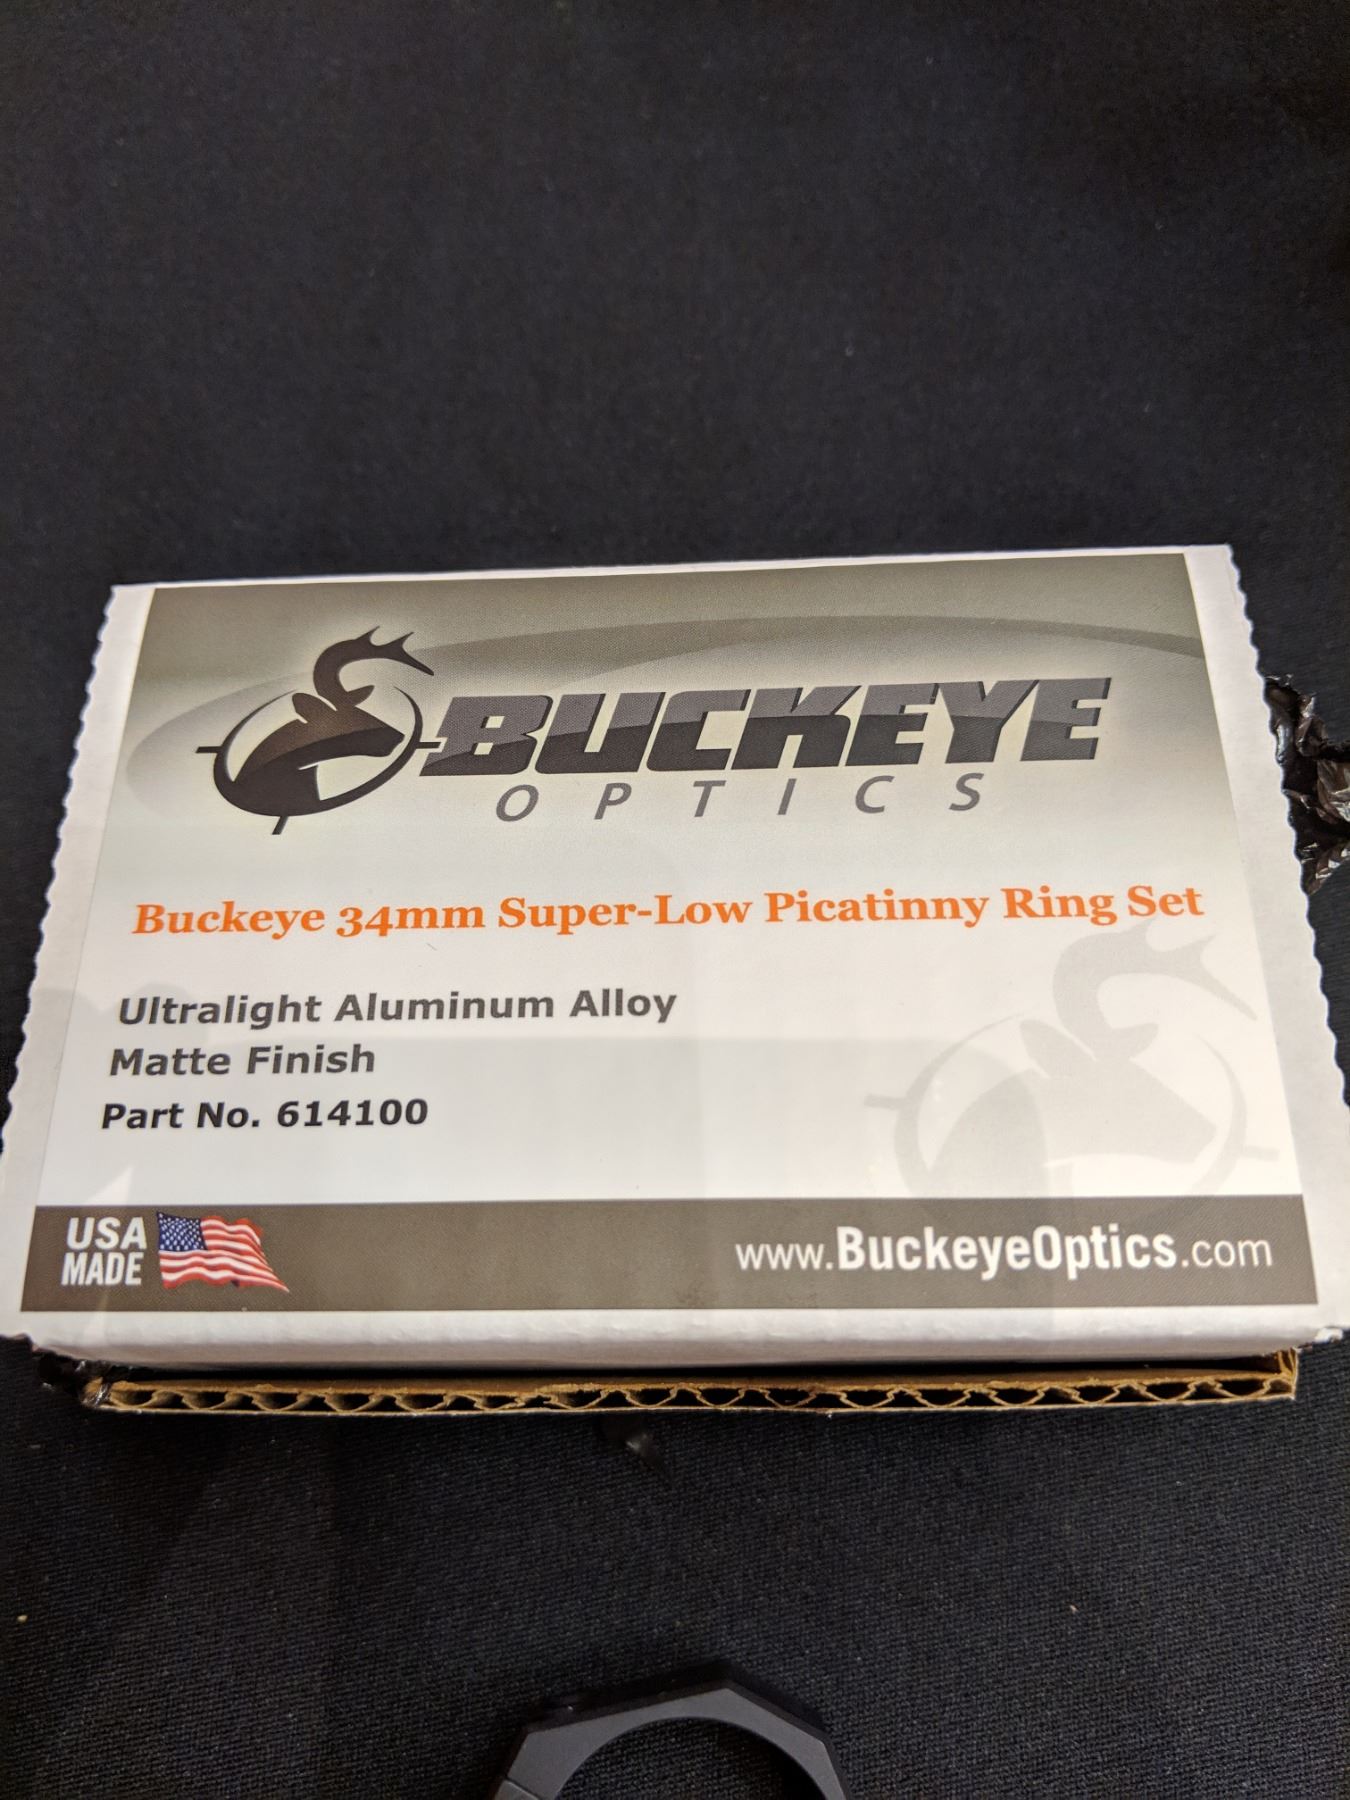 BUCKEYE
OPTICS
Buckeye 34mm Super-Low Picatinny Ring Set
Ultralight Aluminum Alloy
Matte Finish
Part No. 614100
USA
MADE
www.BuckeyeOptics.com